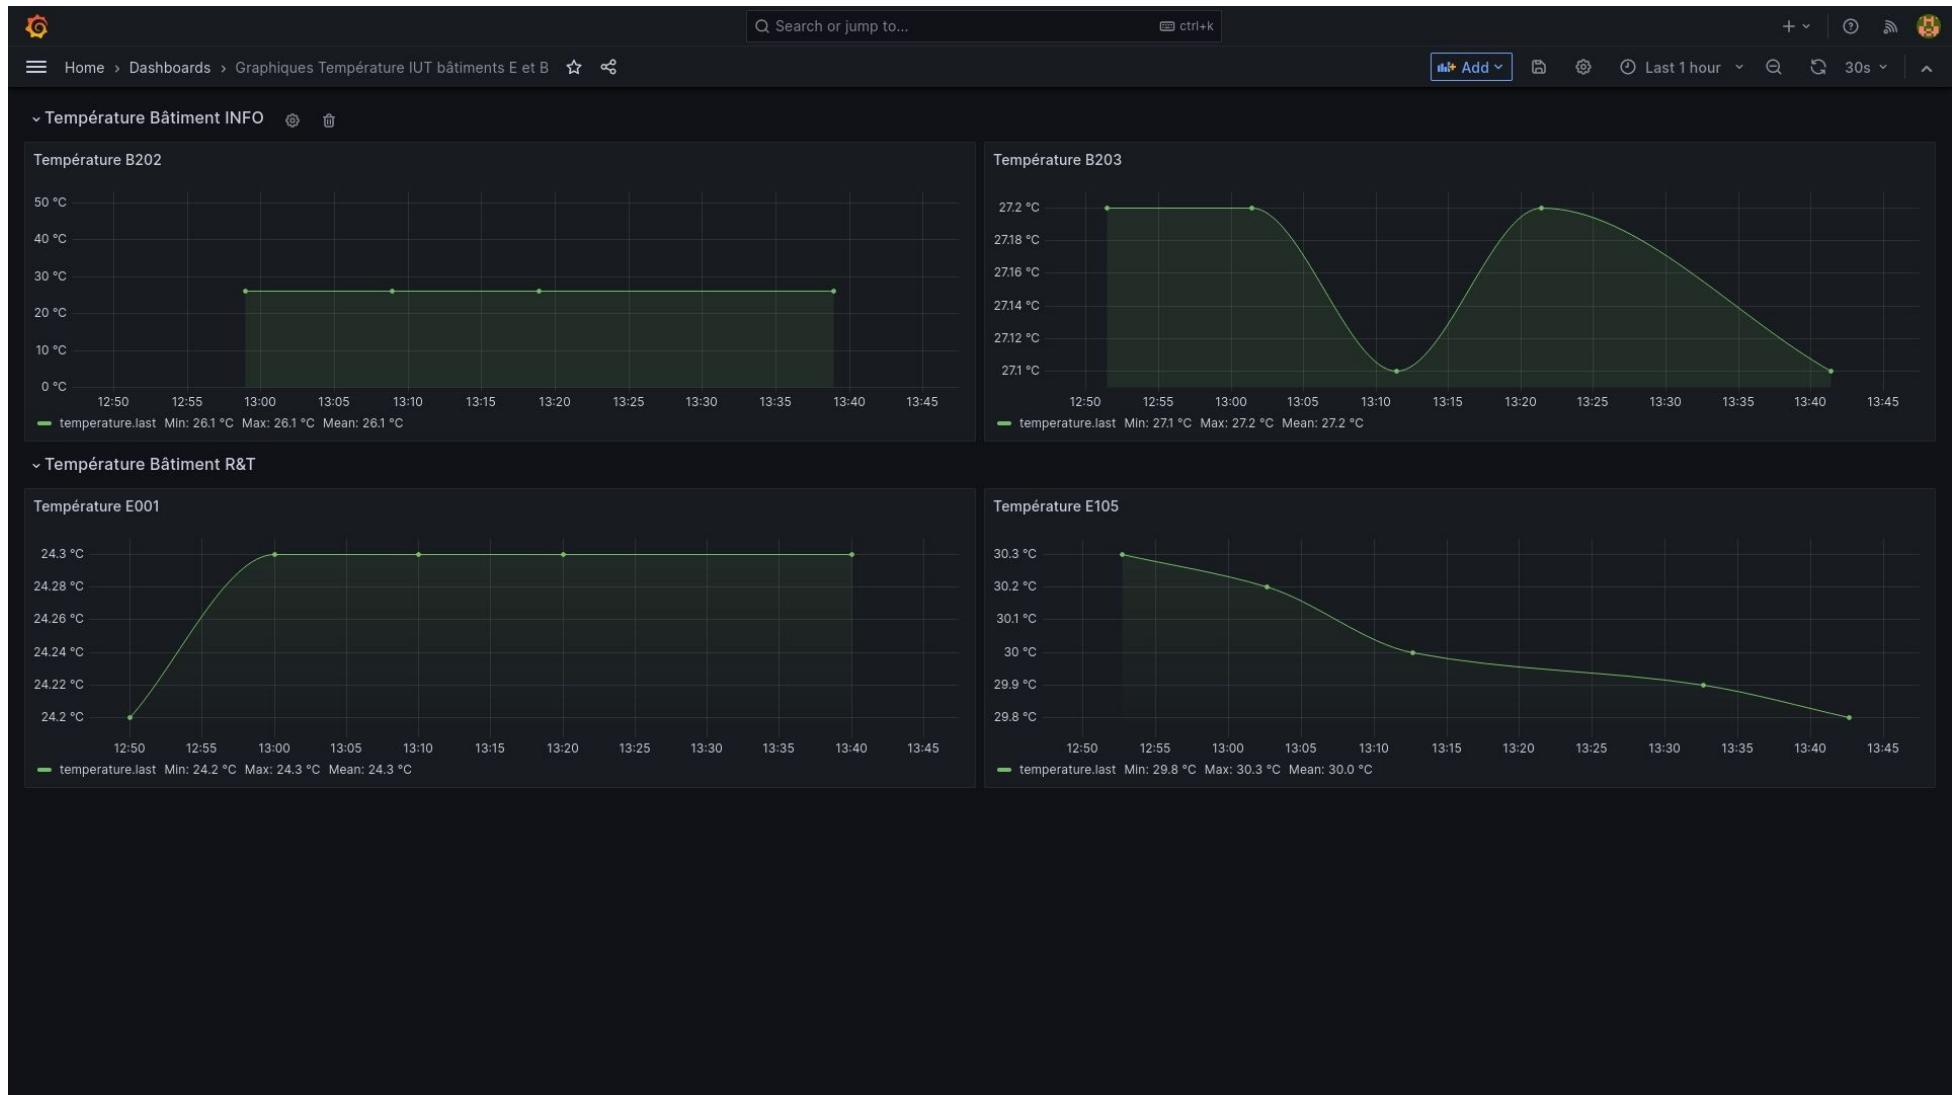 Search or jump to... ctrl+k
Home › Dashboards › Graphiques Température IUT bâtiments E et B Add Last 1 hour 30s
Température Bâtiment INFO
Température B202
50 °C
40 °C
30 °C
20 °C
10 °C
0 °C
12:50 12:55 13:00 13:05 13:10 13:15 13:20 13:25 13:30 13:35 13:40 13:45
temperature.last Min: 26.1 °C Max: 26.1 °C Mean: 26.1 °C
Température B203
27.2 °C
27.18 °C
27.16 °C
27.14 °C
27.12 °C
27.1 °C
12:50 12:55 13:00 13:05 13:10 13:15 13:20 13:25 13:30 13:35 13:40 13:45
temperature.last Min: 27.1 °C Max: 27.2 °C Mean: 27.2 °C
Température Bâtiment R&T
Température E001
24.3 °C
24.28 °C
24.26 °C
24.24 °C
24.22 °C
24.2 °C
12:50 12:55 13:00 13:05 13:10 13:15 13:20 13:25 13:30 13:35 13:40 13:45
temperature.last Min: 24.2 °C Max: 24.3 °C Mean: 24.3 °C
Température E105
30.3 °C
30.2 °C
30.1 °C
30 °C
29.9 °C
29.8 °C
12:50 12:55 13:00 13:05 13:10 13:15 13:20 13:25 13:30 13:35 13:40 13:45
temperature.last Min: 29.8 °C Max: 30.3 °C Mean: 30.0 °C